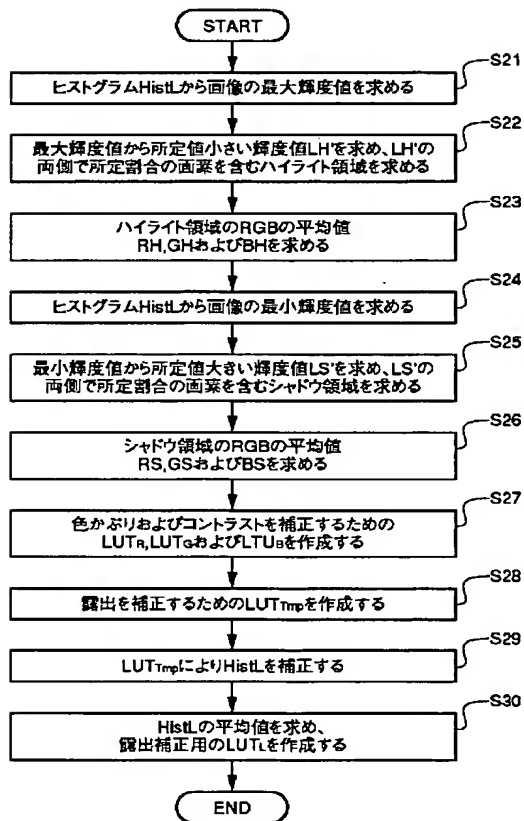 START
S21
ヒストグラムHistLから画像の最大輝度値を求める
S22
最大輝度値から所定値小さい輝度値LH'を求め、LH'の
両側で所定割合の画素を含むハイライト領域を求める
S23
ハイライト領域のRGBの平均値
RH,GHおよびBHを求める
S24
ヒストグラムHistLから画像の最小輝度値を求める
S25
最小輝度値から所定値大きい輝度値LS'を求め、LS'の
両側で所定割合の画素を含むシャドウ領域を求める
S26
シャドウ領域のRGBの平均値
RS,GSおよびBSを求める
S27
色かぶりおよびコントラストを補正するための
LUTR,LUTGおよびLTUBを作成する
S28
露出を補正するためのLUTTmpを作成する
S29
LUTTmpによりHistLを補正する
S30
HistLの平均値を求め、
露出補正用のLUTLを作成する
END